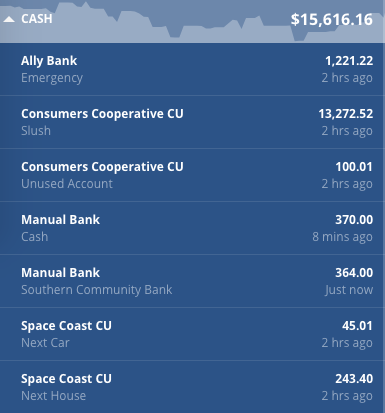 CASH $15,616.16
Ally Bank 1,221.22
Emergency 2 hrs ago
Consumers Cooperative CU 13,272.52
Slush 2 hrs ago
Consumers Cooperative CU 100.01
Unused Account 2 hrs ago
Manual Bank 370.00
Cash 8 mins ago
Manual Bank 364.00
Southern Community Bank Just now
Space Coast CU 45.01
Next Car 2 hrs ago
Space Coast CU 243.40
Next House 2 hrs ago